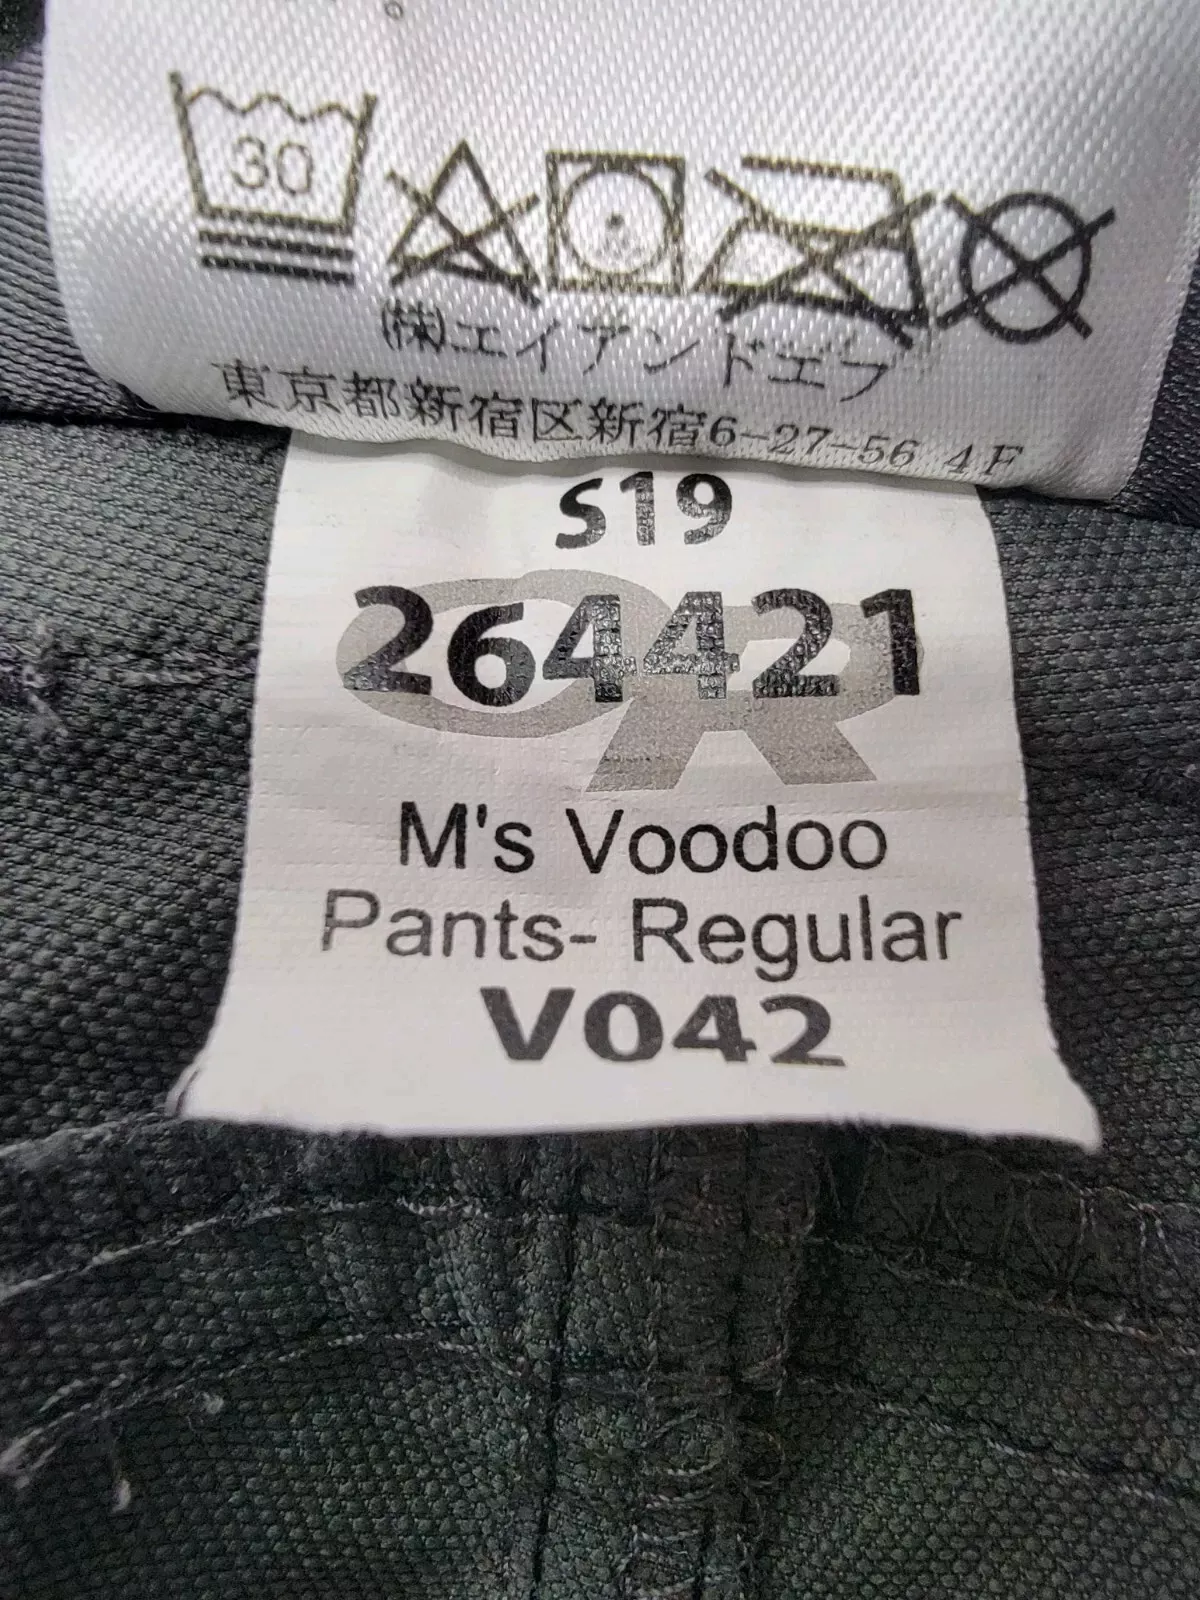 30
(株)エイアンドエフ
東京都新宿区新宿6-27-56 4F
S19
264421
OR
M's Voodoo
Pants- Regular
V042